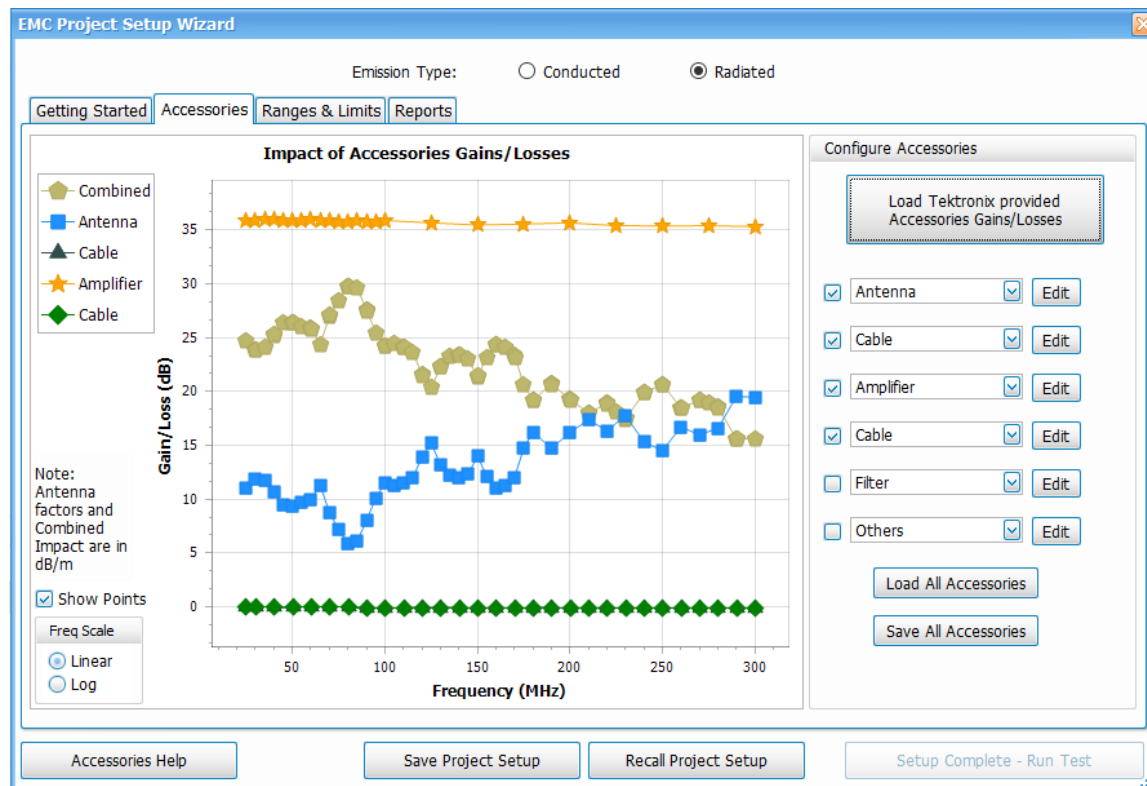 EMC Project Setup Wizard
Emission Type:
Conducted
Radiated
Getting Started
Accessories
Ranges & Limits
Reports
Impact of Accessories Gains/Losses
Combined
Antenna
Cable
Amplifier
Cable
Gain/Loss (dB)
35
30
25
20
15
10
5
0
50
100
150
200
250
300
Frequency (MHz)
Note:
Antenna
factors and
Combined
Impact are in
dB/m
Show Points
Freq Scale
Linear
Log
Configure Accessories
Load Tektronix provided
Accessories Gains/Losses
Antenna
Edit
Cable
Edit
Amplifier
Edit
Cable
Edit
Filter
Edit
Others
Edit
Load All Accessories
Save All Accessories
Accessories Help
Save Project Setup
Recall Project Setup
Setup Complete - Run Test